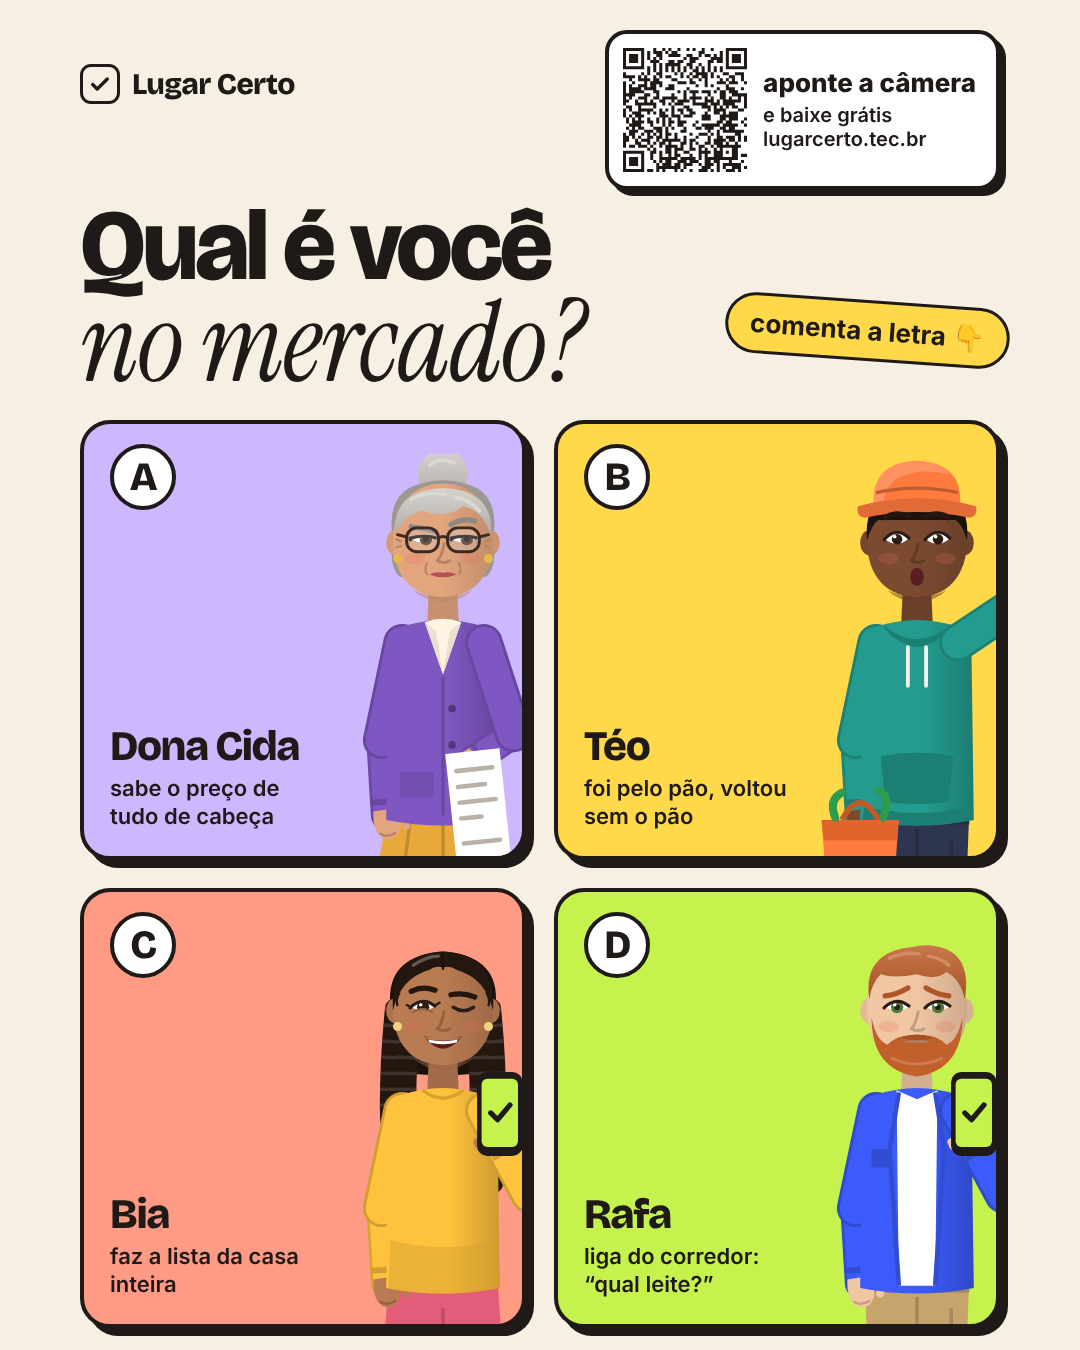 Lugar Certo
aponte a câmera
e baixe grátis
lugarcerto.tec.br
Qual é você
no mercado?
comenta a letra 👇
A
Dona Cida
sabe o preço de
tudo de cabeça
B
Téo
foi pelo pão, voltou
sem o pão
C
Bia
faz a lista da casa
inteira
D
Rafa
liga do corredor:
“qual leite?”